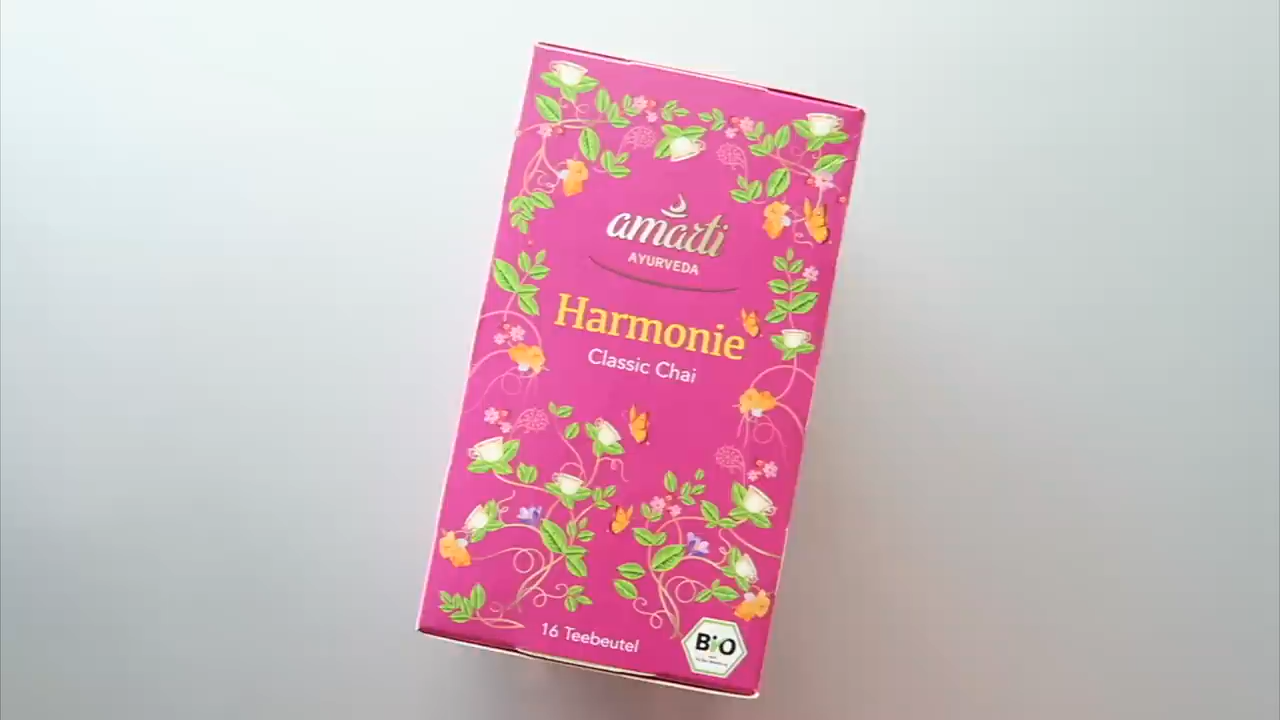 amarti
AYURVEDA
Harmonie
Classic Chai
16 Teebeutel
BiO